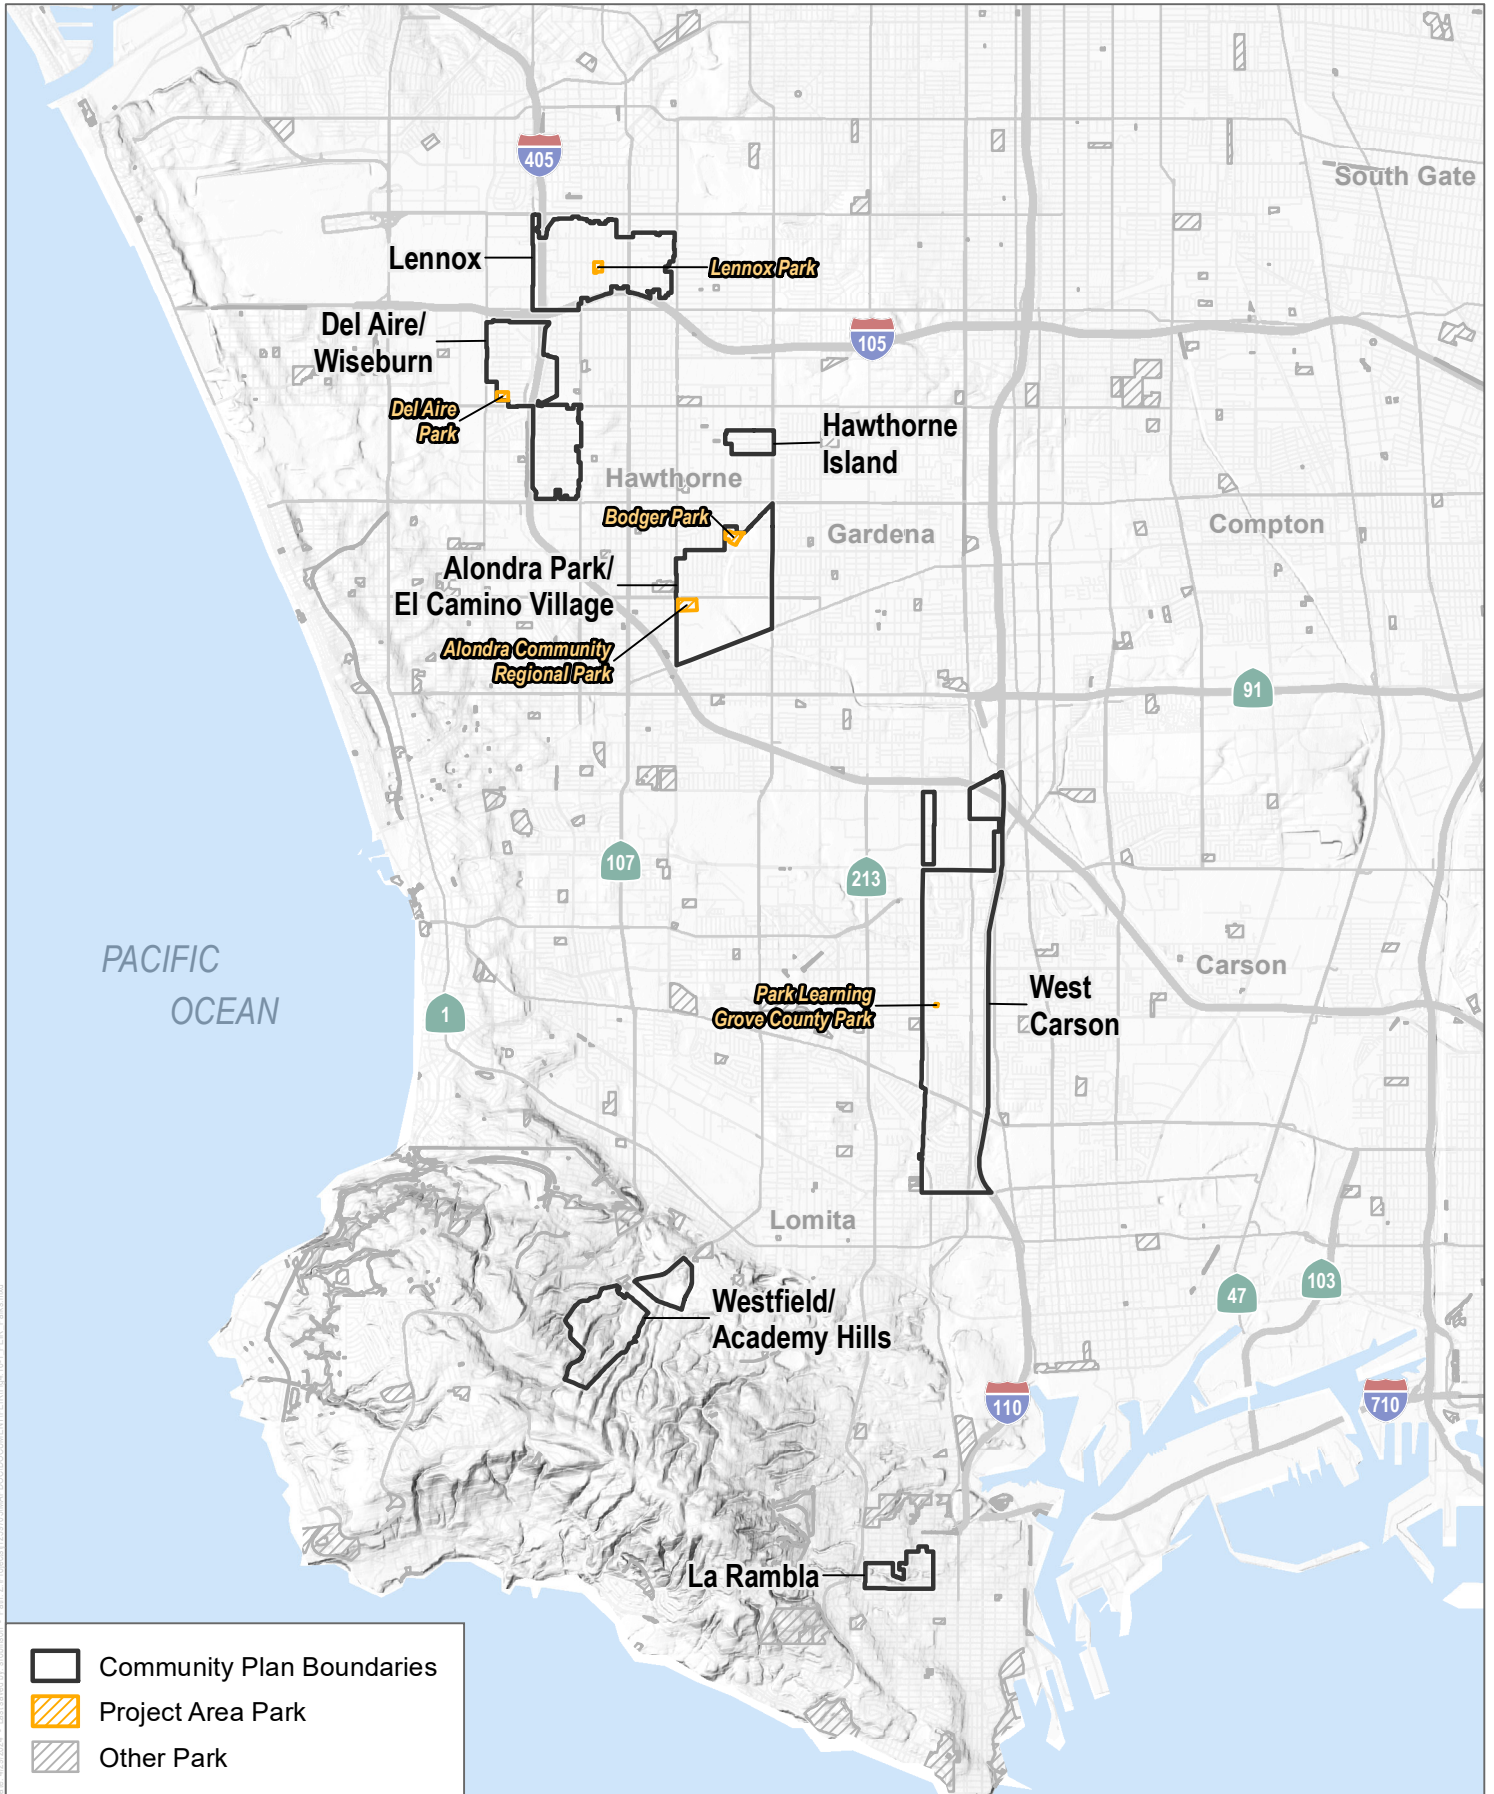 405
South Gate
Lennox
Lennox Park
Del Aire/
Wiseburn
105
Del Aire
Park
Hawthorne
Island
Hawthorne
Bodger Park
Gardena
Compton
Alondra Park/
El Camino Village
Alondra Community
Regional Park
91
107
213
PACIFIC
OCEAN
Carson
West
Carson
Park Learning
Grove County Park
1
Lomita
103
47
Westfield/
Academy Hills
110
710
La Rambla
Community Plan Boundaries
Project Area Park
Other Park